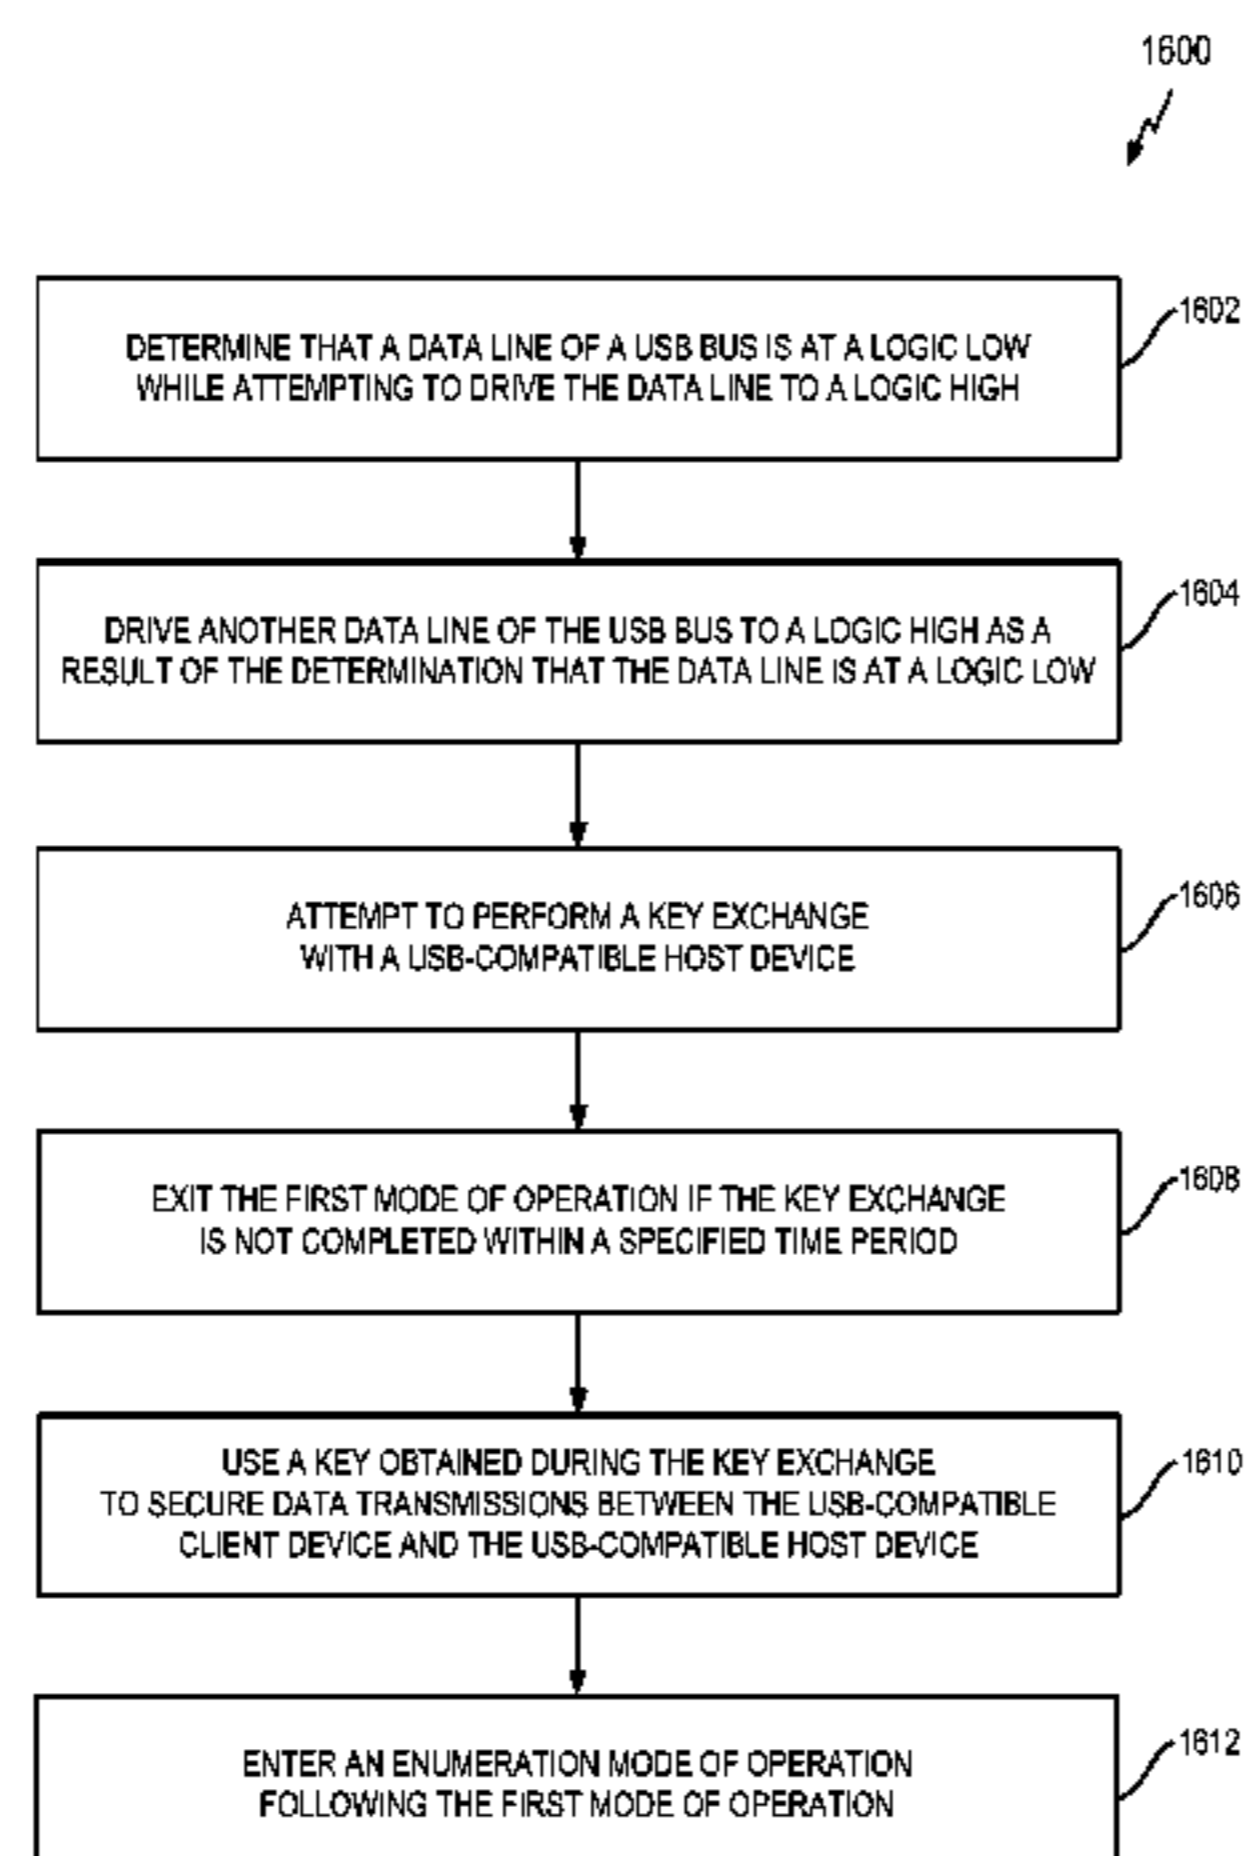 1600
DETERMINE THAT A DATA LINE OF A USB BUS IS AT A LOGIC LOW
WHILE ATTEMPTING TO DRIVE THE DATA LINE TO A LOGIC HIGH
1602
DRIVE ANOTHER DATA LINE OF THE USB BUS TO A LOGIC HIGH AS A
RESULT OF THE DETERMINATION THAT THE DATA LINE IS AT A LOGIC LOW
1604
ATTEMPT TO PERFORM A KEY EXCHANGE
WITH A USB-COMPATIBLE HOST DEVICE
1606
EXIT THE FIRST MODE OF OPERATION IF THE KEY EXCHANGE
IS NOT COMPLETED WITHIN A SPECIFIED TIME PERIOD
1608
USE A KEY OBTAINED DURING THE KEY EXCHANGE
TO SECURE DATA TRANSMISSIONS BETWEEN THE USB-COMPATIBLE
CLIENT DEVICE AND THE USB-COMPATIBLE HOST DEVICE
1610
ENTER AN ENUMERATION MODE OF OPERATION
FOLLOWING THE FIRST MODE OF OPERATION
1612